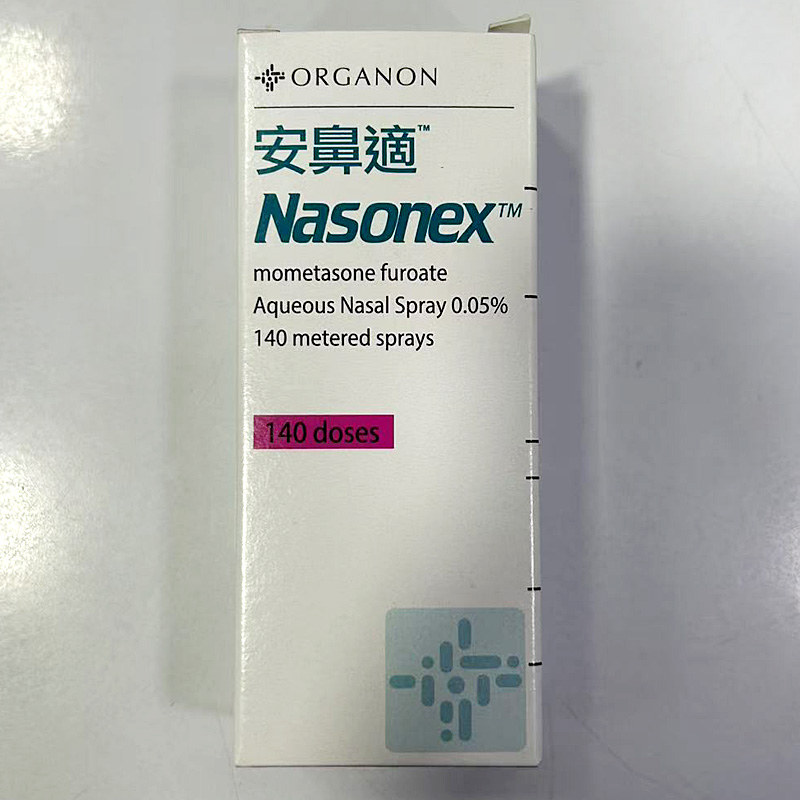 ORGANON
安鼻適™
Nasonex™
mometasone furoate
Aqueous Nasal Spray 0.05%
140 metered sprays
140 doses